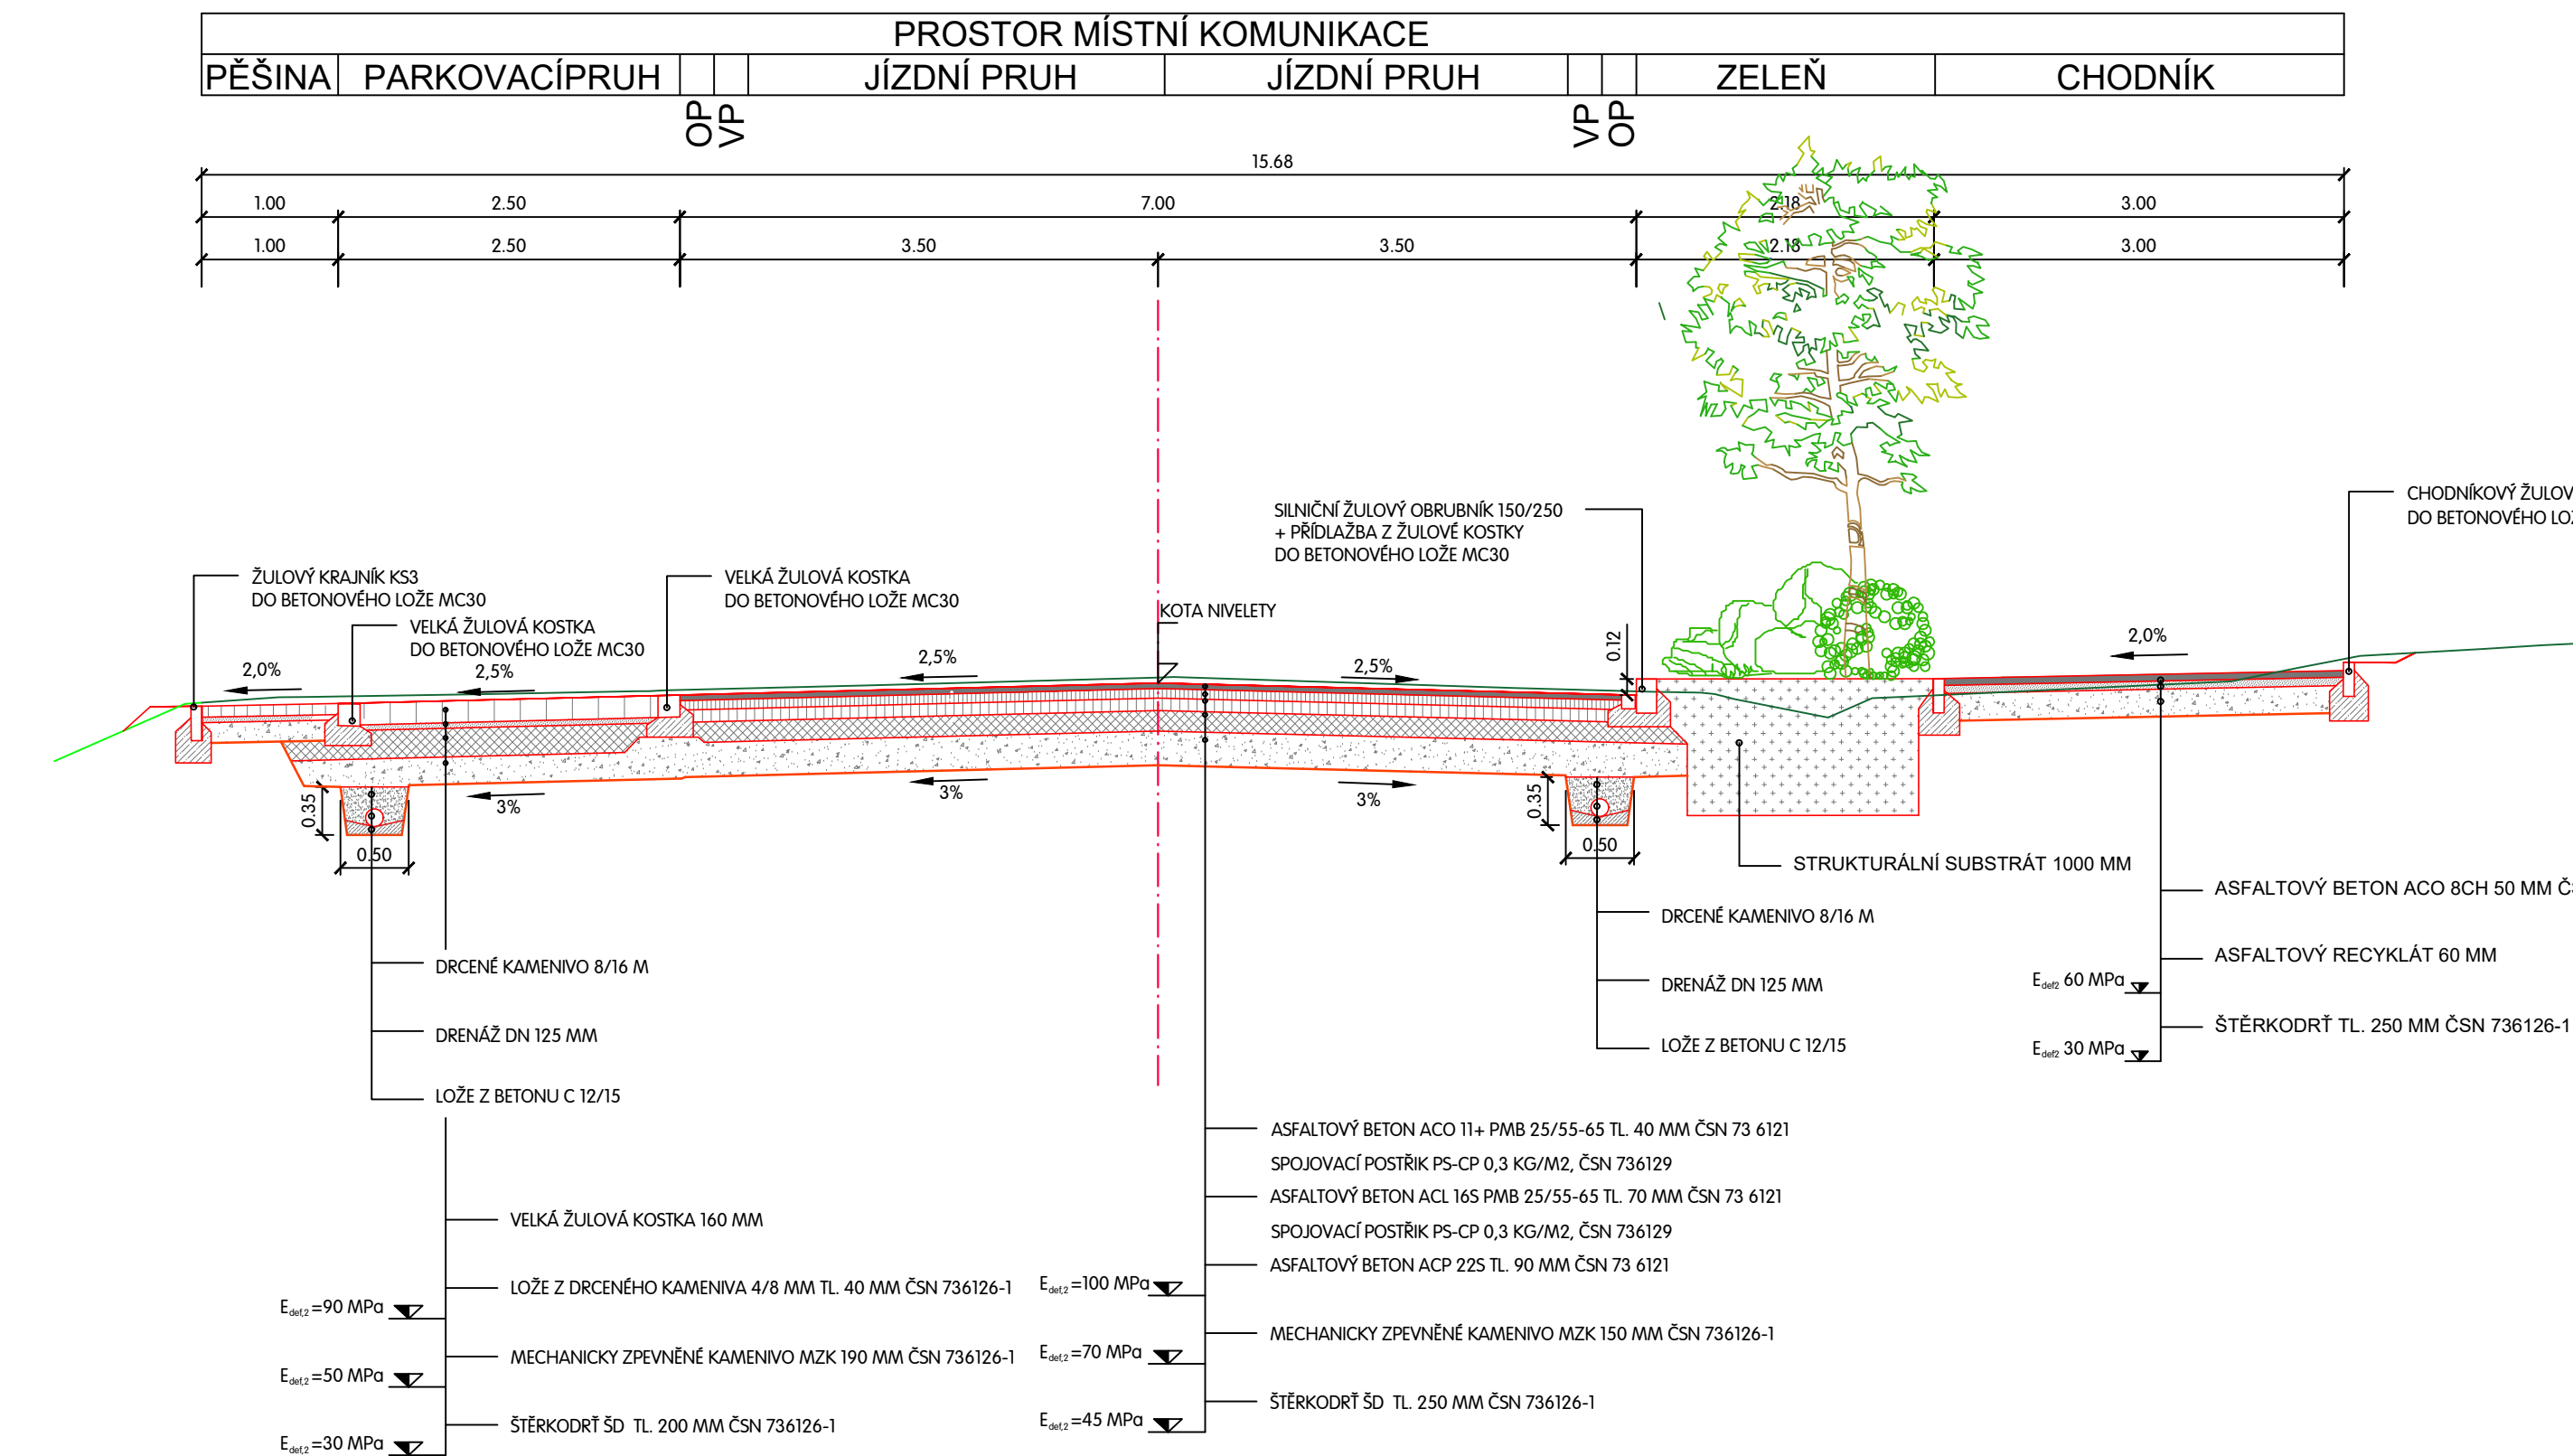 PROSTOR MÍSTNÍ KOMUNIKACE
PĚŠINA PARKOVACÍPRUH JÍZDNÍ PRUH JÍZDNÍ PRUH ZELEŇ CHODNÍK
OP VP VP OP
15.68
1.00 2.50 7.00 2.18 3.00
1.00 2.50 3.50 3.50 2.18 3.00
CHODNÍKOVÝ
DO BETONOVÉHO
SILNIČNÍ ŽULOVÝ OBRUBNÍK 150/250
+ PŘÍDLAŽBA Z ŽULOVÉ KOSTKY
DO BETONOVÉHO LOŽE MC30
ŽULOVÝ KRAJNÍK KS3
DO BETONOVÉHO LOŽE MC30
VELKÁ ŽULOVÁ KOSTKA
DO BETONOVÉHO LOŽE MC30
VELKÁ ŽULOVÁ KOSTKA
DO BETONOVÉHO LOŽE MC30
KOTA NIVELETY
0.12
2,0% 2,5% 2,5% 2,5% 2,0%
3% 3% 3%
0.35 0.35
0.50 0.50
STRUKTURÁLNÍ SUBSTRÁT 1000 MM
DRCENÉ KAMENIVO 8/16 M
DRENÁŽ DN 125 MM
LOŽE Z BETONU C 12/15
DRCENÉ KAMENIVO 8/16 M
DRENÁŽ DN 125 MM
LOŽE Z BETONU C 12/15
ASFALTOVÝ BETON ACO 8CH 50 MM
ASFALTOVÝ RECYKLÁT 60 MM
Edef2 60 MPa
ŠTĚRKODRŤ TL. 250 MM ČSN 736126-1
Edef2 30 MPa
VELKÁ ŽULOVÁ KOSTKA 160 MM
LOŽE Z DRCENÉHO KAMENIVA 4/8 MM TL. 40 MM ČSN 736126-1
Edef,2=90 MPa
MECHANICKY ZPEVNĚNÉ KAMENIVO MZK 190 MM ČSN 736126-1
Edef,2=50 MPa
ŠTĚRKODRŤ ŠD TL. 200 MM ČSN 736126-1
Edef,2=30 MPa
ASFALTOVÝ BETON ACO 11+ PMB 25/55-65 TL. 40 MM ČSN 73 6121
SPOJOVACÍ POSTŘIK PS-CP 0,3 KG/M2, ČSN 736129
ASFALTOVÝ BETON ACL 16S PMB 25/55-65 TL. 70 MM ČSN 73 6121
SPOJOVACÍ POSTŘIK PS-CP 0,3 KG/M2, ČSN 736129
ASFALTOVÝ BETON ACP 22S TL. 90 MM ČSN 73 6121
Edef,2=100 MPa
MECHANICKY ZPEVNĚNÉ KAMENIVO MZK 150 MM ČSN 736126-1
Edef,2=70 MPa
ŠTĚRKODRŤ ŠD TL. 250 MM ČSN 736126-1
Edef,2=45 MPa